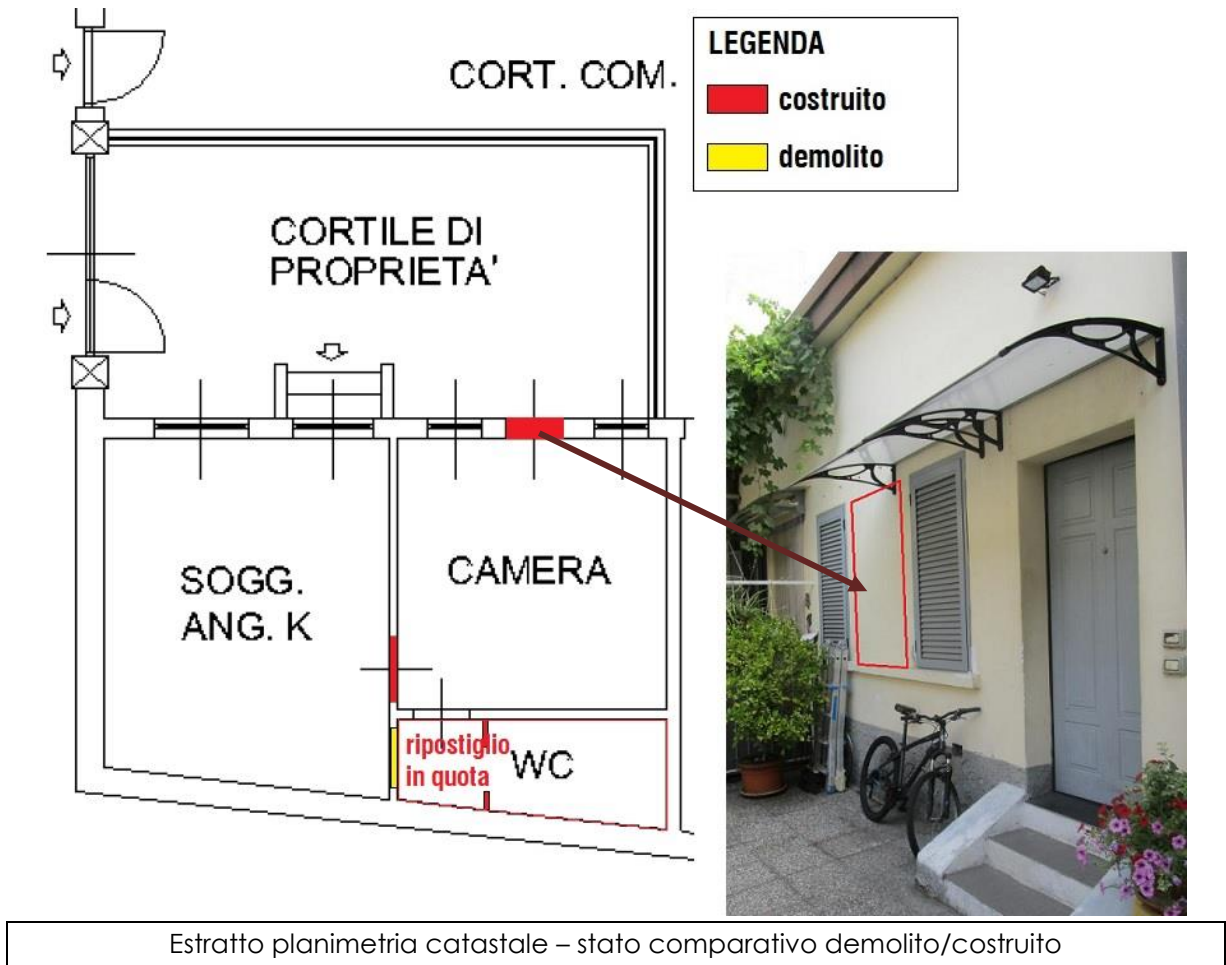 CORT. COM.
LEGENDA
costruito
demolito
CORTILE DI
PROPRIETA'
SOGG.
ANG. K
CAMERA
ripostiglio
in quota
WC
Estratto planimetria catastale – stato comparativo demolito/costruito